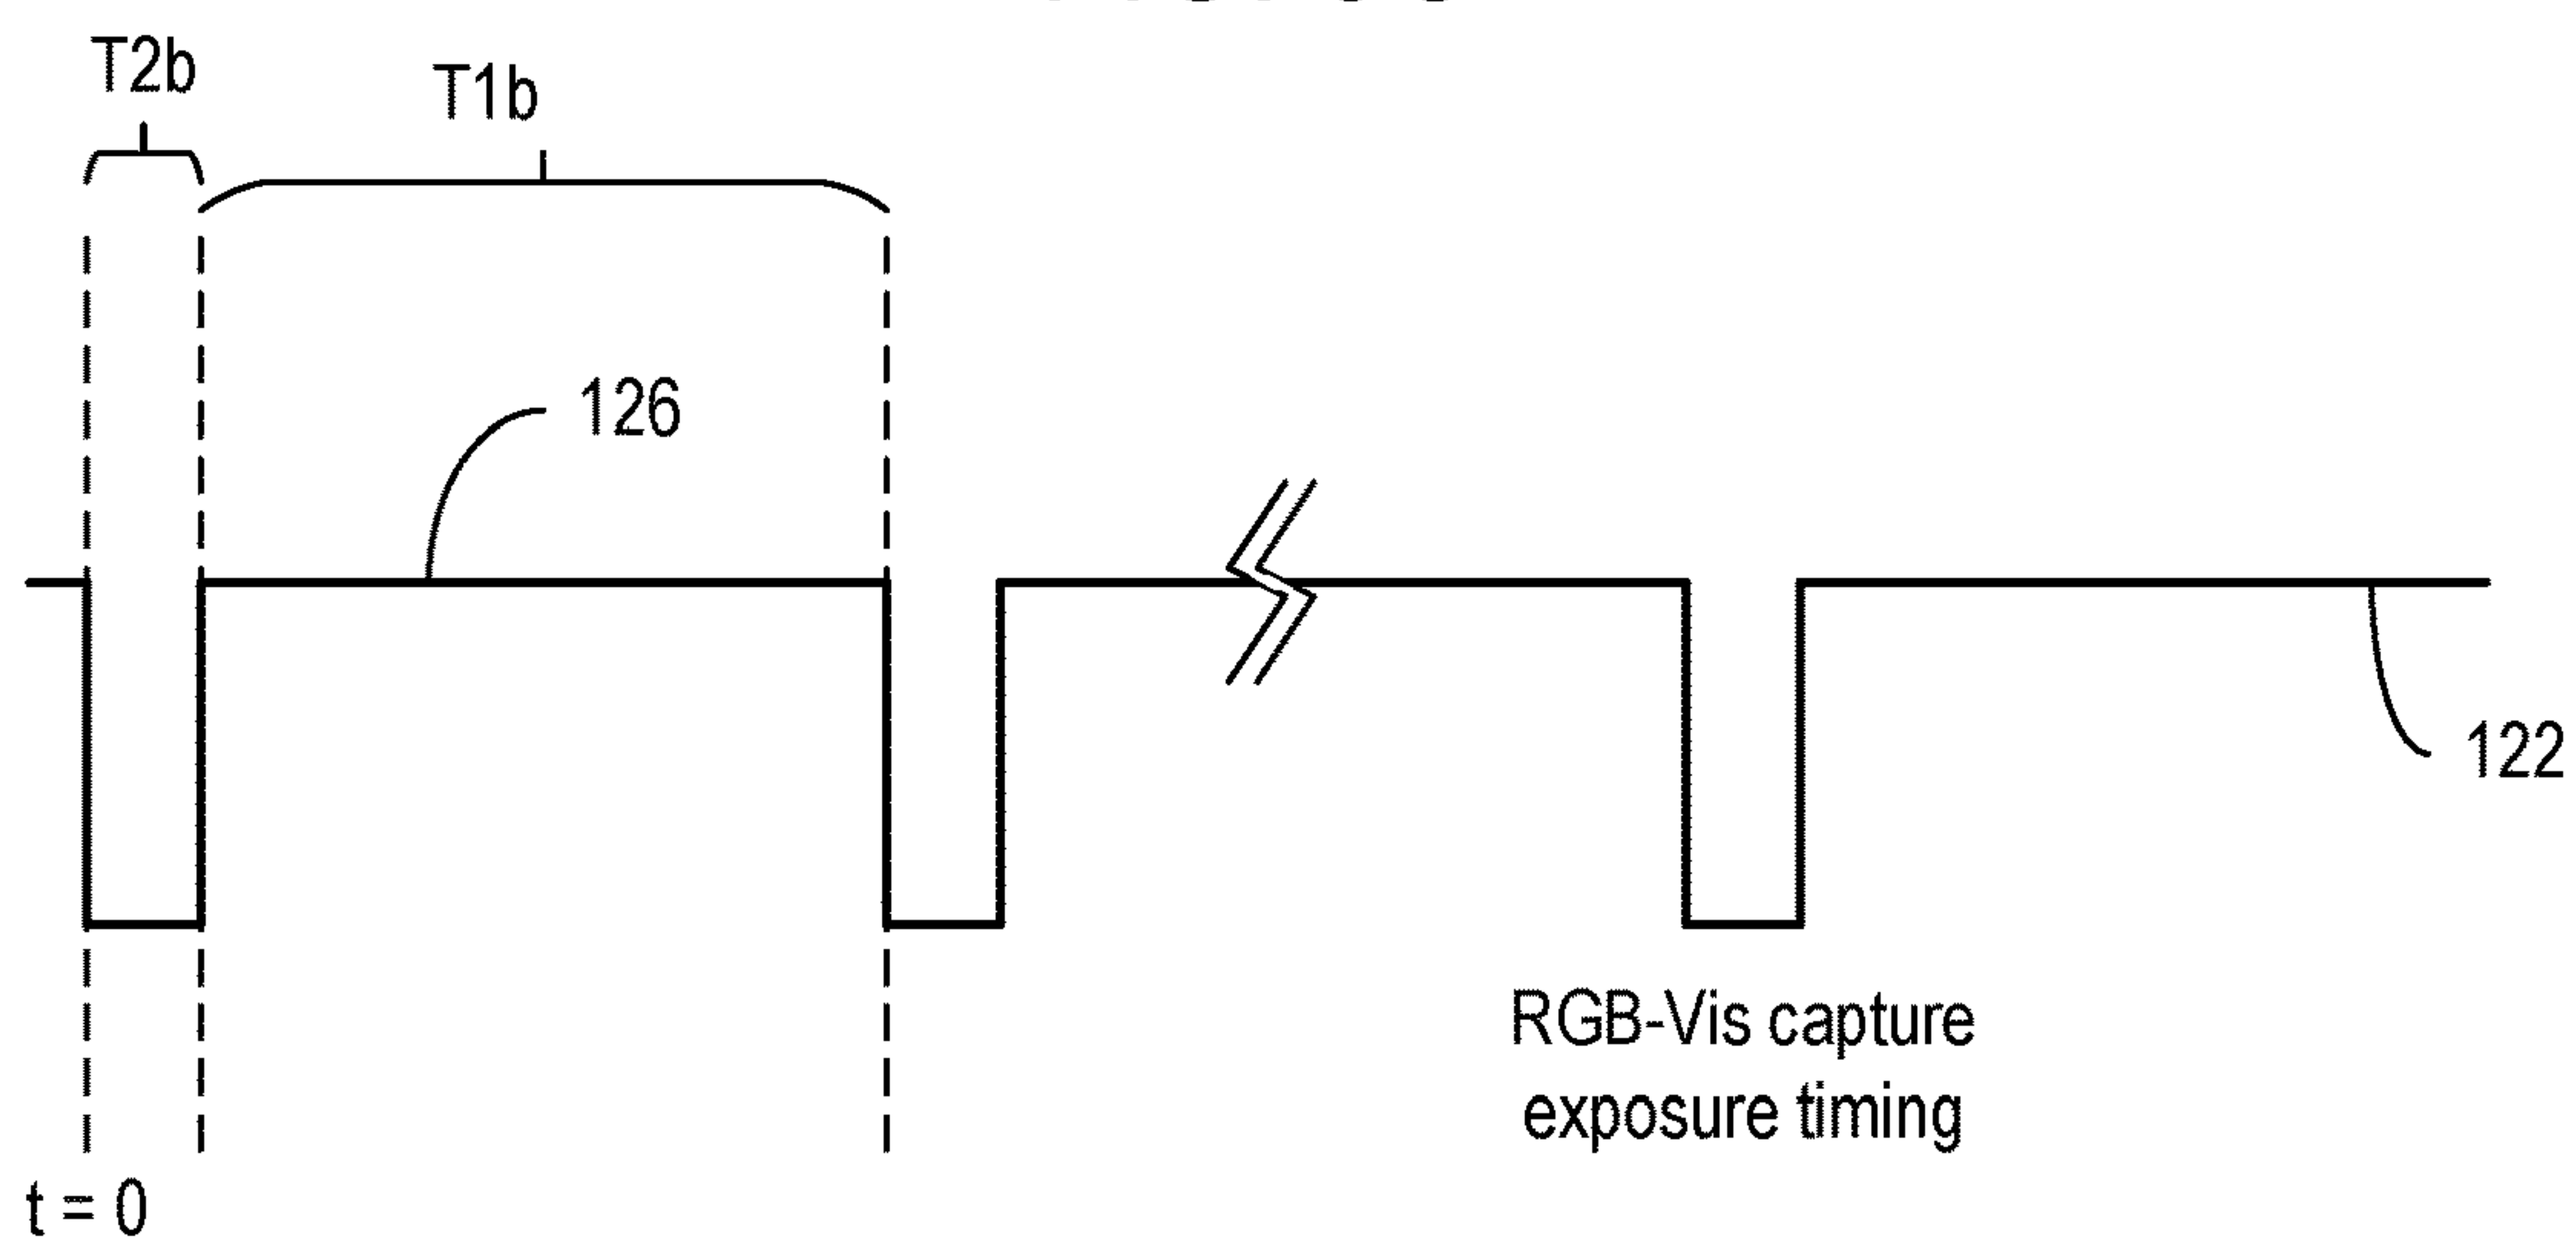 T2b
T1b
126
122
RGB-Vis capture
exposure timing
t = 0